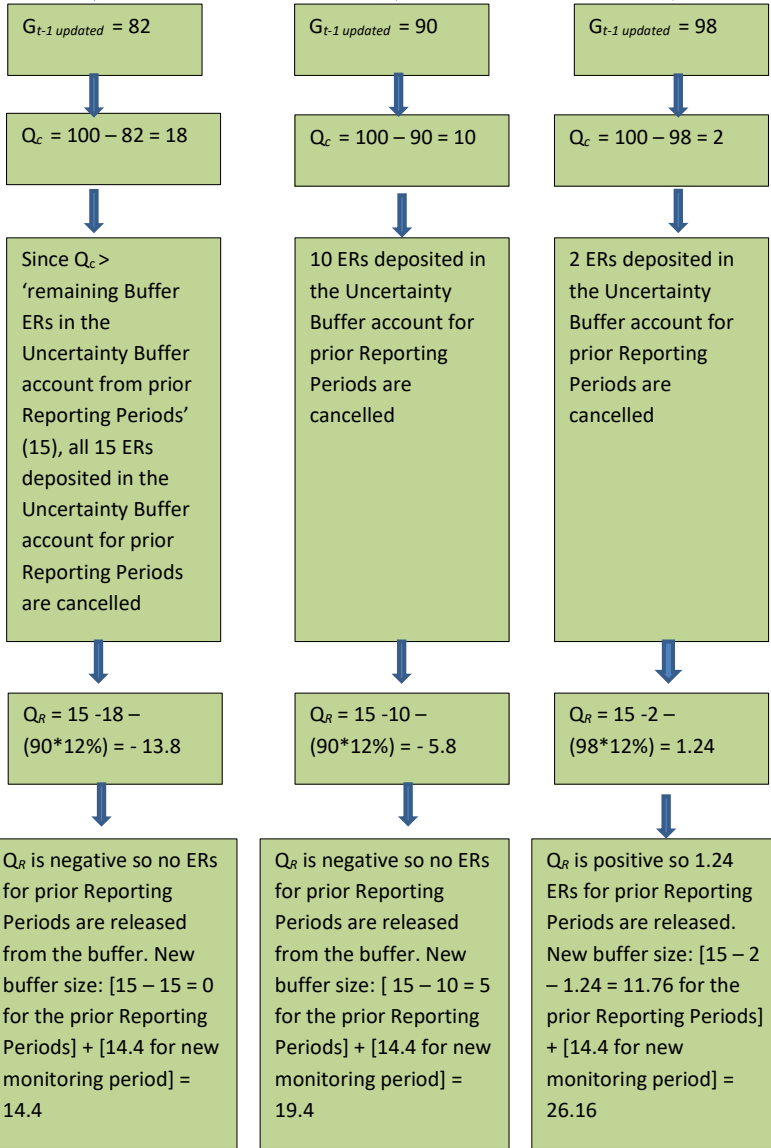 Gt-1 updated = 82
Qc = 100 – 82 = 18
Since Qc >
‘remaining Buffer
ERs in the
Uncertainty Buffer
account from prior
Reporting Periods’
(15), all 15 ERs
deposited in the
Uncertainty Buffer
account for prior
Reporting Periods
are cancelled
QR = 15 -18 –
(90*12%) = - 13.8
QR is negative so no ERs
for prior Reporting
Periods are released
from the buffer. New
buffer size: [15 – 15 = 0
for the prior Reporting
Periods] + [14.4 for new
monitoring period] =
14.4
Gt-1 updated = 90
Qc = 100 – 90 = 10
10 ERs deposited in
the Uncertainty
Buffer account for
prior Reporting
Periods are
cancelled
QR = 15 -10 –
(90*12%) = - 5.8
QR is negative so no ERs
for prior Reporting
Periods are released
from the buffer. New
buffer size: [ 15 – 10 = 5
for the prior Reporting
Periods] + [14.4 for new
monitoring period] =
19.4
Gt-1 updated = 98
Qc = 100 – 98 = 2
2 ERs deposited in
the Uncertainty
Buffer account for
prior Reporting
Periods are
cancelled
QR = 15 -2 –
(98*12%) = 1.24
QR is positive so 1.24
ERs for prior Reporting
Periods are released.
New buffer size: [15 – 2
– 1.24 = 11.76 for the
prior Reporting Periods]
+ [14.4 for new
monitoring period] =
26.16